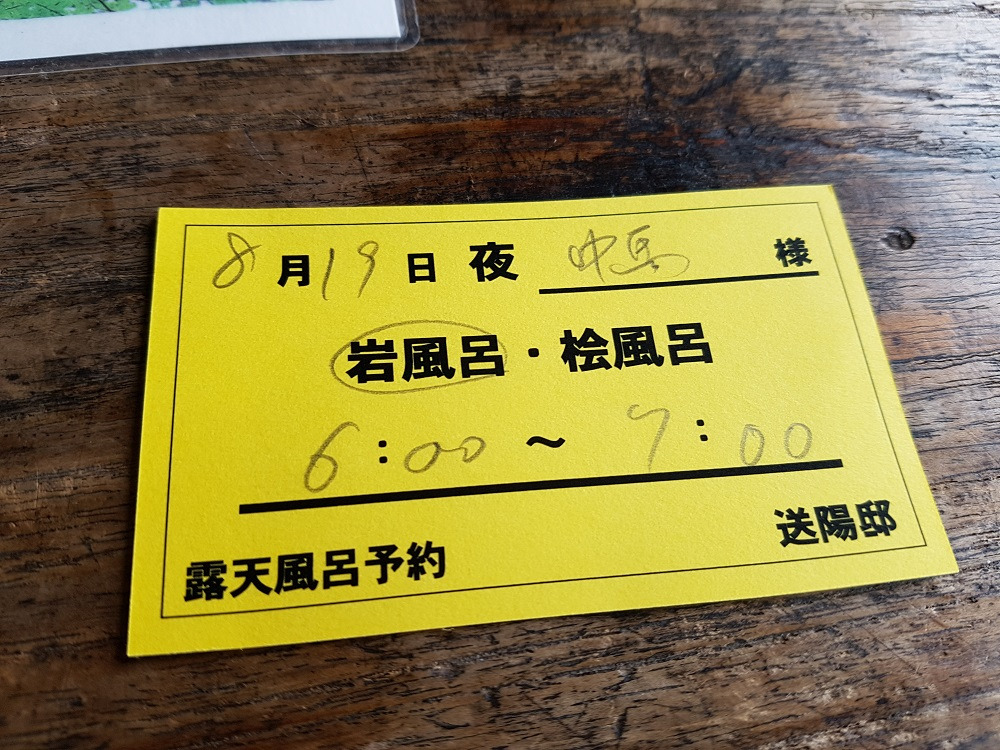 8月19日 夜 中馬 様
岩風呂・桧風呂
6:00 ~ 7:00
送陽邸
露天風呂予約